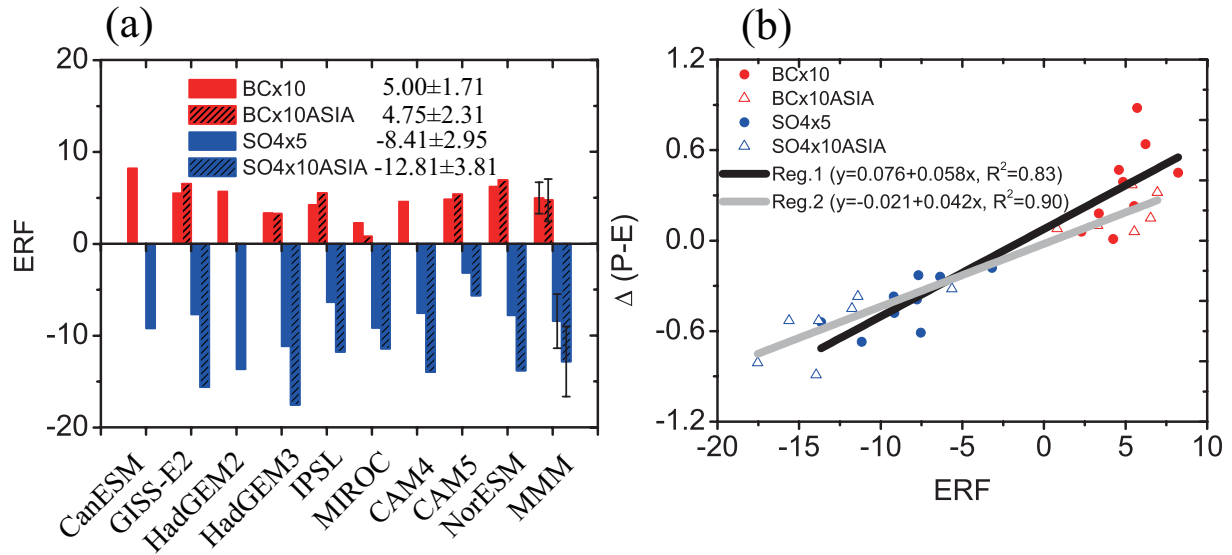 (a)
20
10
0
-10
-20
ERF
BCx10 5.00±1.71
BCx10ASIA 4.75±2.31
SO4x5 -8.41±2.95
SO4x10ASIA -12.81±3.81
CanESM
GISS-E2
HadGEM2
HadGEM3
IPSL
MIROC
CAM4
CAM5
NorESM
MMM
(b)
1.2
0.6
0.0
-0.6
-1.2
Δ (P-E)
BCx10
BCx10ASIA
SO4x5
SO4x10ASIA
Reg.1 (y=0.076+0.058x, R²=0.83)
Reg.2 (y=-0.021+0.042x, R²=0.90)
-20 -15 -10 -5 0 5 10
ERF